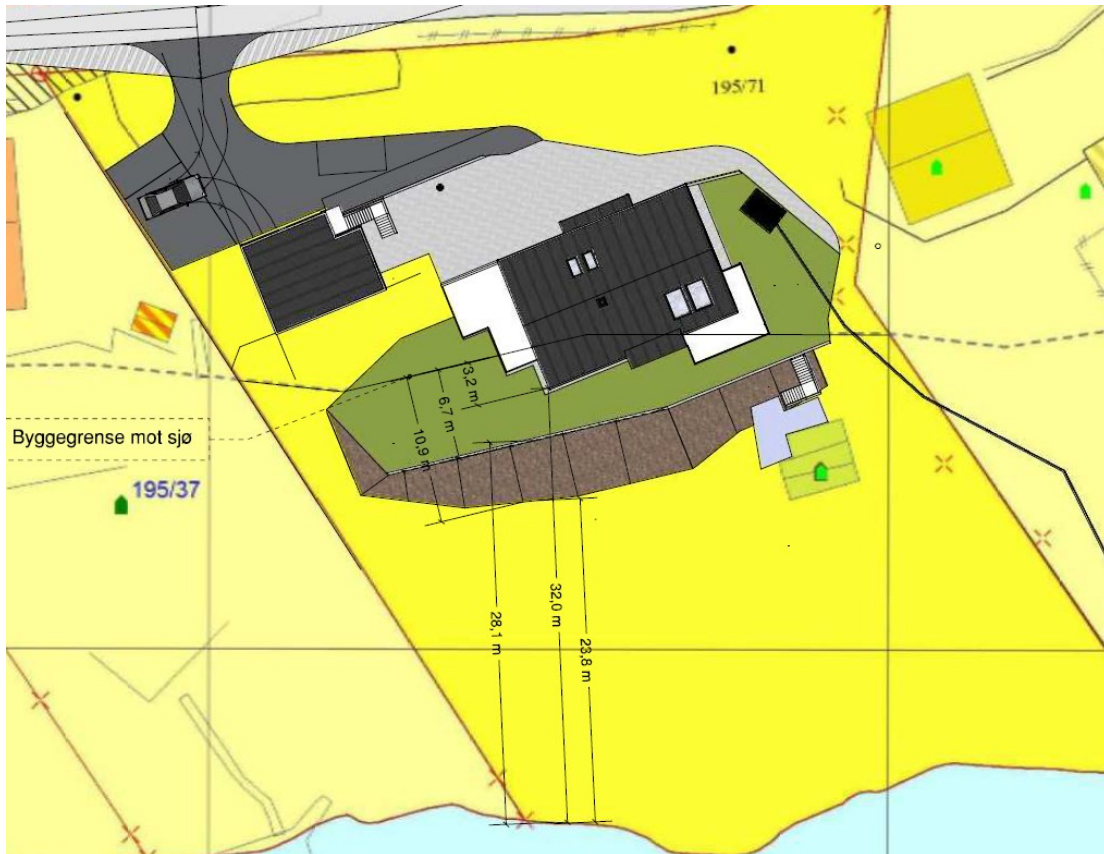 195/71
3,2 m
6,7 m
10,9 m
Byggegrense mot sjø
195/37
32,0 m
28,1 m
23,8 m